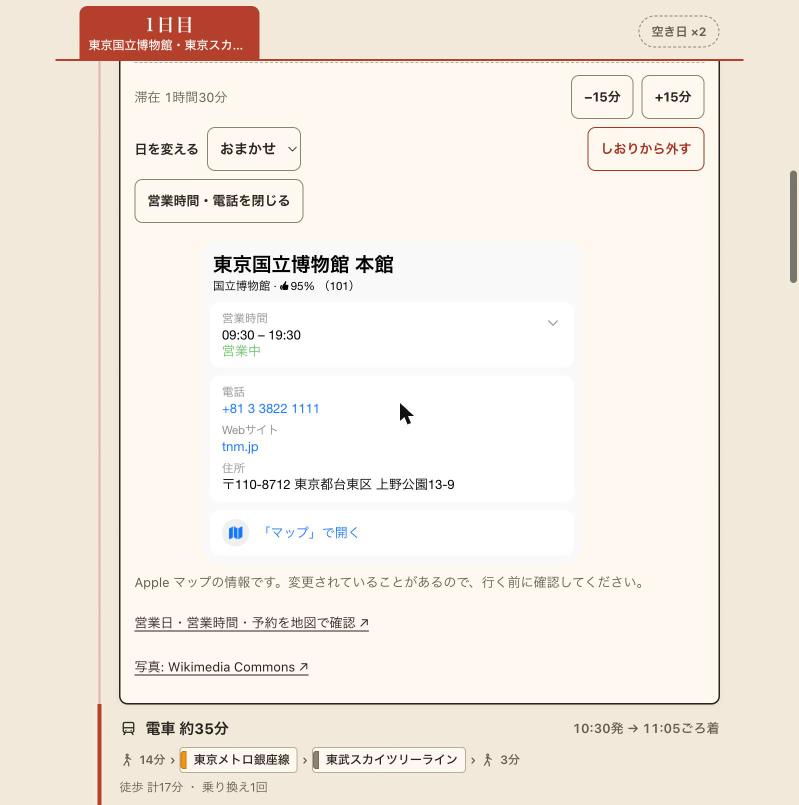 1日目
東京国立博物館・東京スカ...
空き日 ×2
滞在 1時間30分
−15分
+15分
日を変える
おまかせ
しおりから外す
営業時間・電話を閉じる
東京国立博物館 本館
国立博物館 · 95% （101）
営業時間
09:30 – 19:30
営業中
電話
+81 3 3822 1111
Webサイト
tnm.jp
住所
〒110-8712 東京都台東区 上野公園13-9
「マップ」で開く
Apple マップの情報です。変更されていることがあるので、行く前に確認してください。
営業日・営業時間・予約を地図で確認 ↗
写真: Wikimedia Commons ↗
電車 約35分
10:30発 → 11:05ごろ着
14分 › 東京メトロ銀座線 › 東武スカイツリーライン › 3分
徒歩 計17分 ・ 乗り換え1回